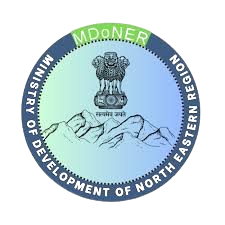 MDoNER
सत्यमेव जयते
MINISTRY OF DEVELOPMENT OF NORTH EASTERN REGION